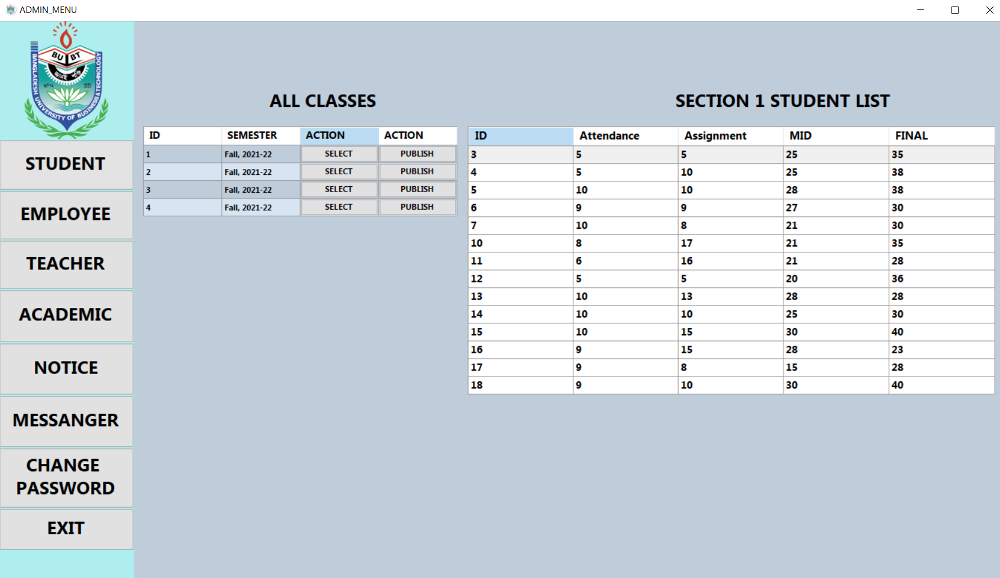 ADMIN_MENU
BU BT
জ্ঞানই শক্তি
BANGLADESH UNIVERSITY OF BUSINESS & TECHNOLOGY
STUDENT
EMPLOYEE
TEACHER
ACADEMIC
NOTICE
MESSANGER
CHANGE
PASSWORD
EXIT
ALL CLASSES
ID SEMESTER ACTION ACTION
1 Fall, 2021-22 SELECT PUBLISH
2 Fall, 2021-22 SELECT PUBLISH
3 Fall, 2021-22 SELECT PUBLISH
4 Fall, 2021-22 SELECT PUBLISH
SECTION 1 STUDENT LIST
ID Attendance Assignment MID FINAL
3 5 5 25 35
4 5 10 25 38
5 10 10 28 38
6 9 9 27 30
7 10 8 21 30
10 8 17 21 35
11 6 16 21 28
12 5 5 20 36
13 10 13 28 28
14 10 10 25 30
15 10 15 30 40
16 9 15 28 23
17 9 8 15 28
18 9 10 30 40